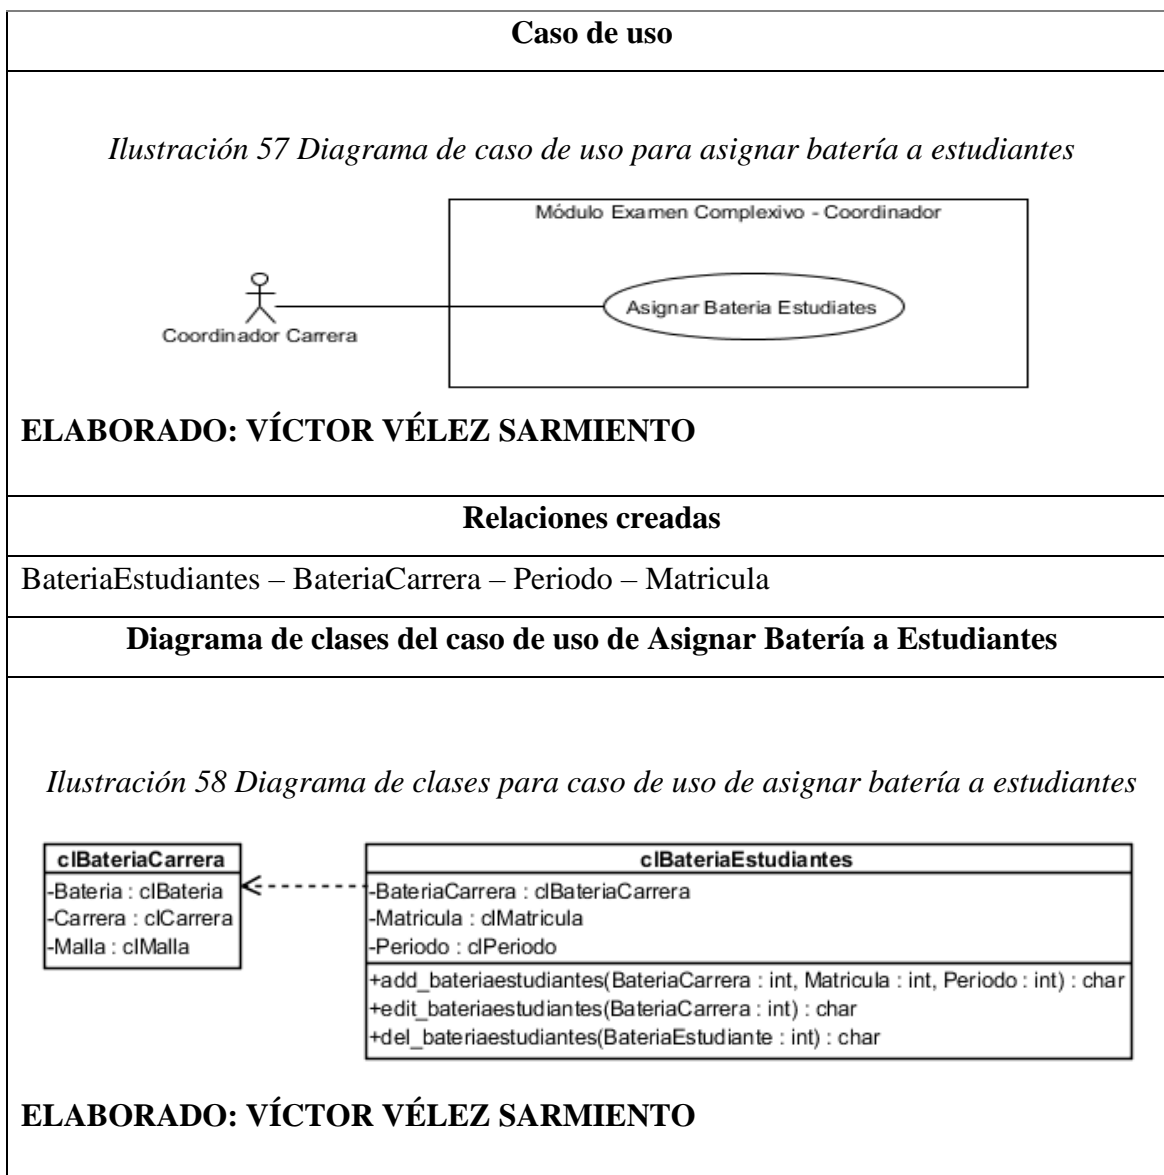 Caso de uso
Ilustración 57 Diagrama de caso de uso para asignar batería a estudiantes
Módulo Examen Complexivo - Coordinador
Asignar Bateria Estudiates
Coordinador Carrera
ELABORADO: VÍCTOR VÉLEZ SARMIENTO
Relaciones creadas
BateriaEstudiantes – BateriaCarrera – Periodo – Matricula
Diagrama de clases del caso de uso de Asignar Batería a Estudiantes
Ilustración 58 Diagrama de clases para caso de uso de asignar batería a estudiantes
clBateriaCarrera
-Bateria : clBateria
-Carrera : clCarrera
-Malla : clMalla
clBateriaEstudiantes
-BateriaCarrera : clBateriaCarrera
-Matricula : clMatricula
-Periodo : clPeriodo
+add_bateriaestudiantes(BateriaCarrera : int, Matricula : int, Periodo : int) : char
+edit_bateriaestudiantes(BateriaCarrera : int) : char
+del_bateriaestudiantes(BateriaEstudiante : int) : char
ELABORADO: VÍCTOR VÉLEZ SARMIENTO